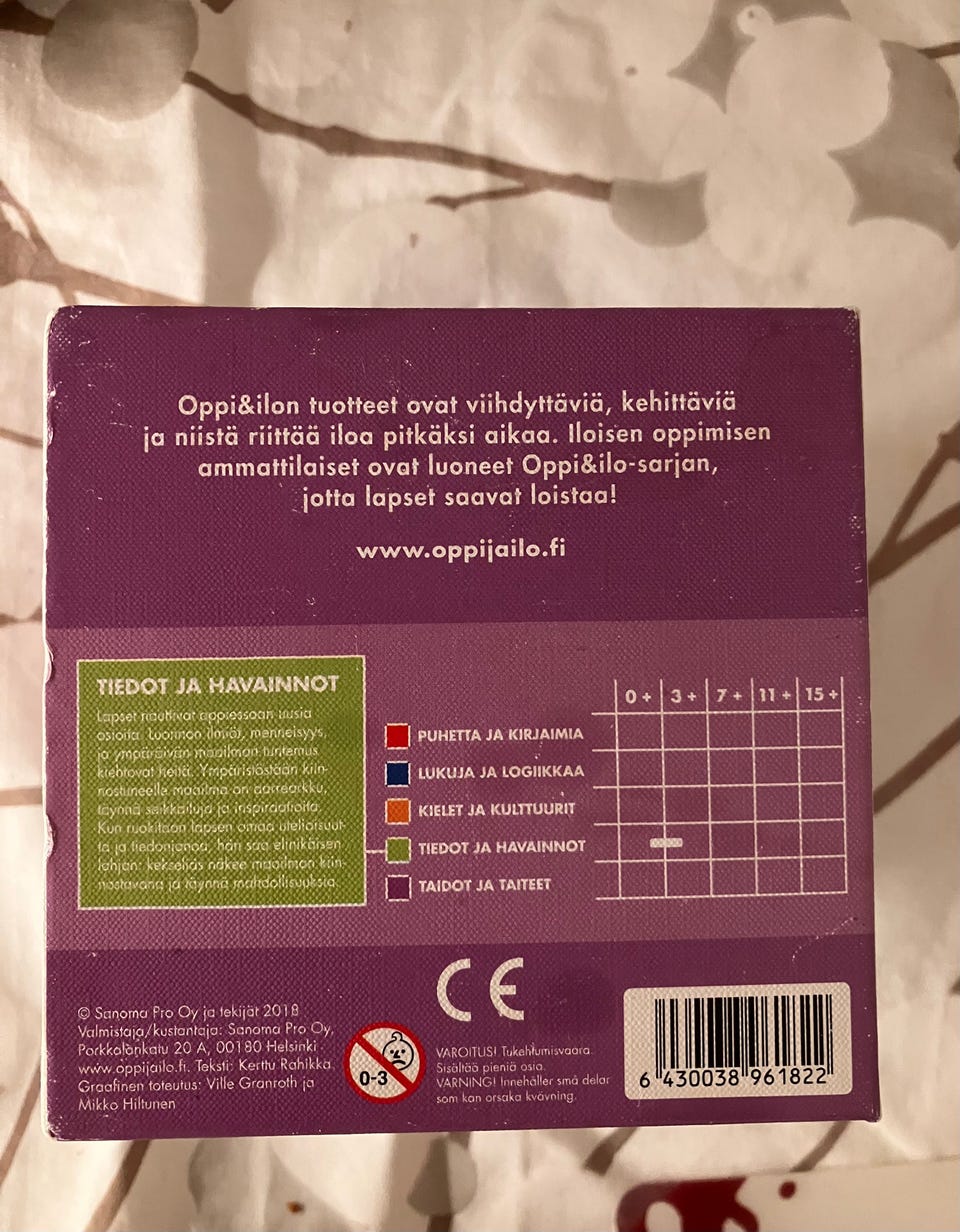 Oppi&ilon tuotteet ovat viihdyttäviä, kehittäviä
ja niistä riittää iloa pitkäksi aikaa. Iloisen oppimisen
ammattilaiset ovat luoneet Oppi&ilo-sarjan,
jotta lapset saavat loistaa!
www.oppijailo.fi
TIEDOT JA HAVAINNOT
Lapset nauttivat oppiessaan uusia
asioita. Luonnon ilmiöt, menneisyys,
ja ympäröivän maailman tuntemus
kiehtovat heitä. Ympäristöstään kiin-
nostuneelle maailma on aarrearkku,
täynnä seikkailuja ja inspiraatioita.
Kun ruokitaan lapsen omaa uteliaisuut-
ta ja tiedonjanoa, hän saa elinikäisen
lahjan: kekseliäs näkee maailman kiin-
nostavana ja täynnä mahdollisuuksia.
0+ 3+ 7+ 11+ 15+
PUHETTA JA KIRJAIMIA
LUKUJA JA LOGIIKKAA
KIELET JA KULTTUURIT
TIEDOT JA HAVAINNOT
TAIDOT JA TAITEET
CE
© Sanoma Pro Oy ja tekijät 2018
Valmistaja/kustantaja: Sanoma Pro Oy,
Porkkalankatu 20 A, 00180 Helsinki
www.oppijailo.fi. Teksti: Kerttu Rahikka
Graafinen toteutus: Ville Granroth ja
Mikko Hiltunen
0-3
VAROITUS! Tukehtumisvaara.
Sisältää pieniä osia.
VARNING! Innehåller små delar
som kan orsaka kvävning.
6 430038 961822